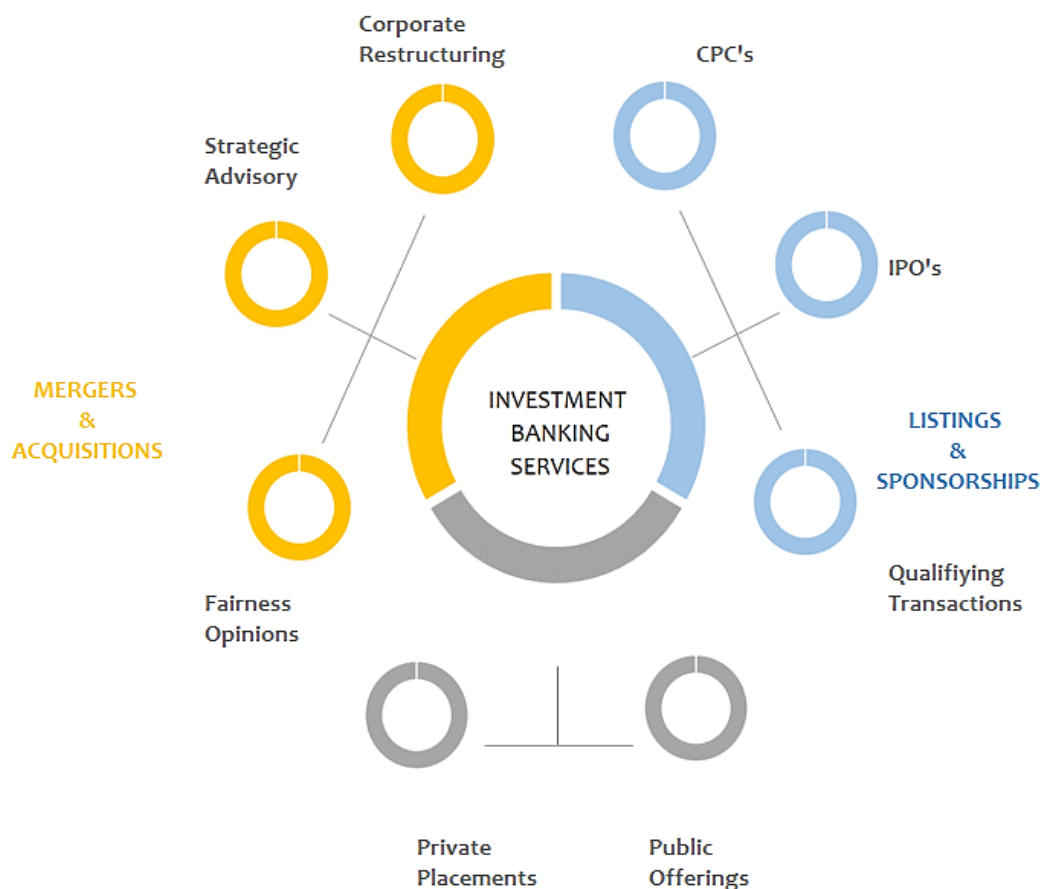 Corporate
Restructuring
CPC's
Strategic
Advisory
IPO's
MERGERS
&
ACQUISITIONS
INVESTMENT
BANKING
SERVICES
LISTINGS
&
SPONSORSHIPS
Fairness
Opinions
Qualifiying
Transactions
Private
Placements
Public
Offerings